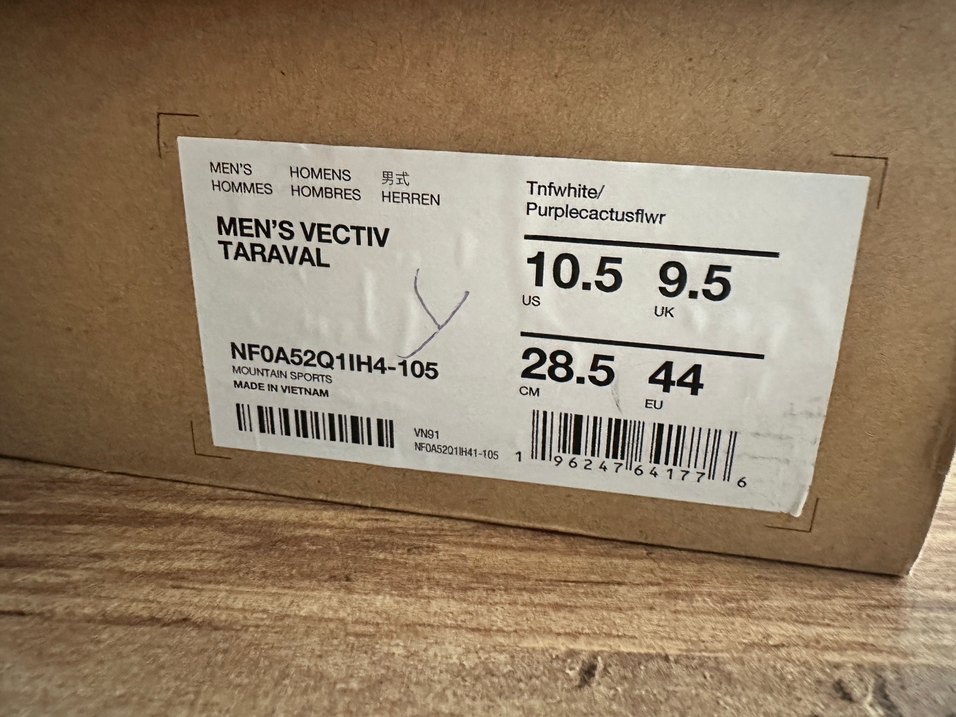 MEN'S HOMENS 男式
HOMMES HOMBRES HERREN
MEN'S VECTIV
TARAVAL
Y
NF0A52Q1IH4-105
MOUNTAIN SPORTS
MADE IN VIETNAM
VN91
NF0A52Q1IH41-105
Tnfwhite/
Purplecactusflwr
10.5 9.5
US UK
28.5 44
CM EU
1 96247 64177 6